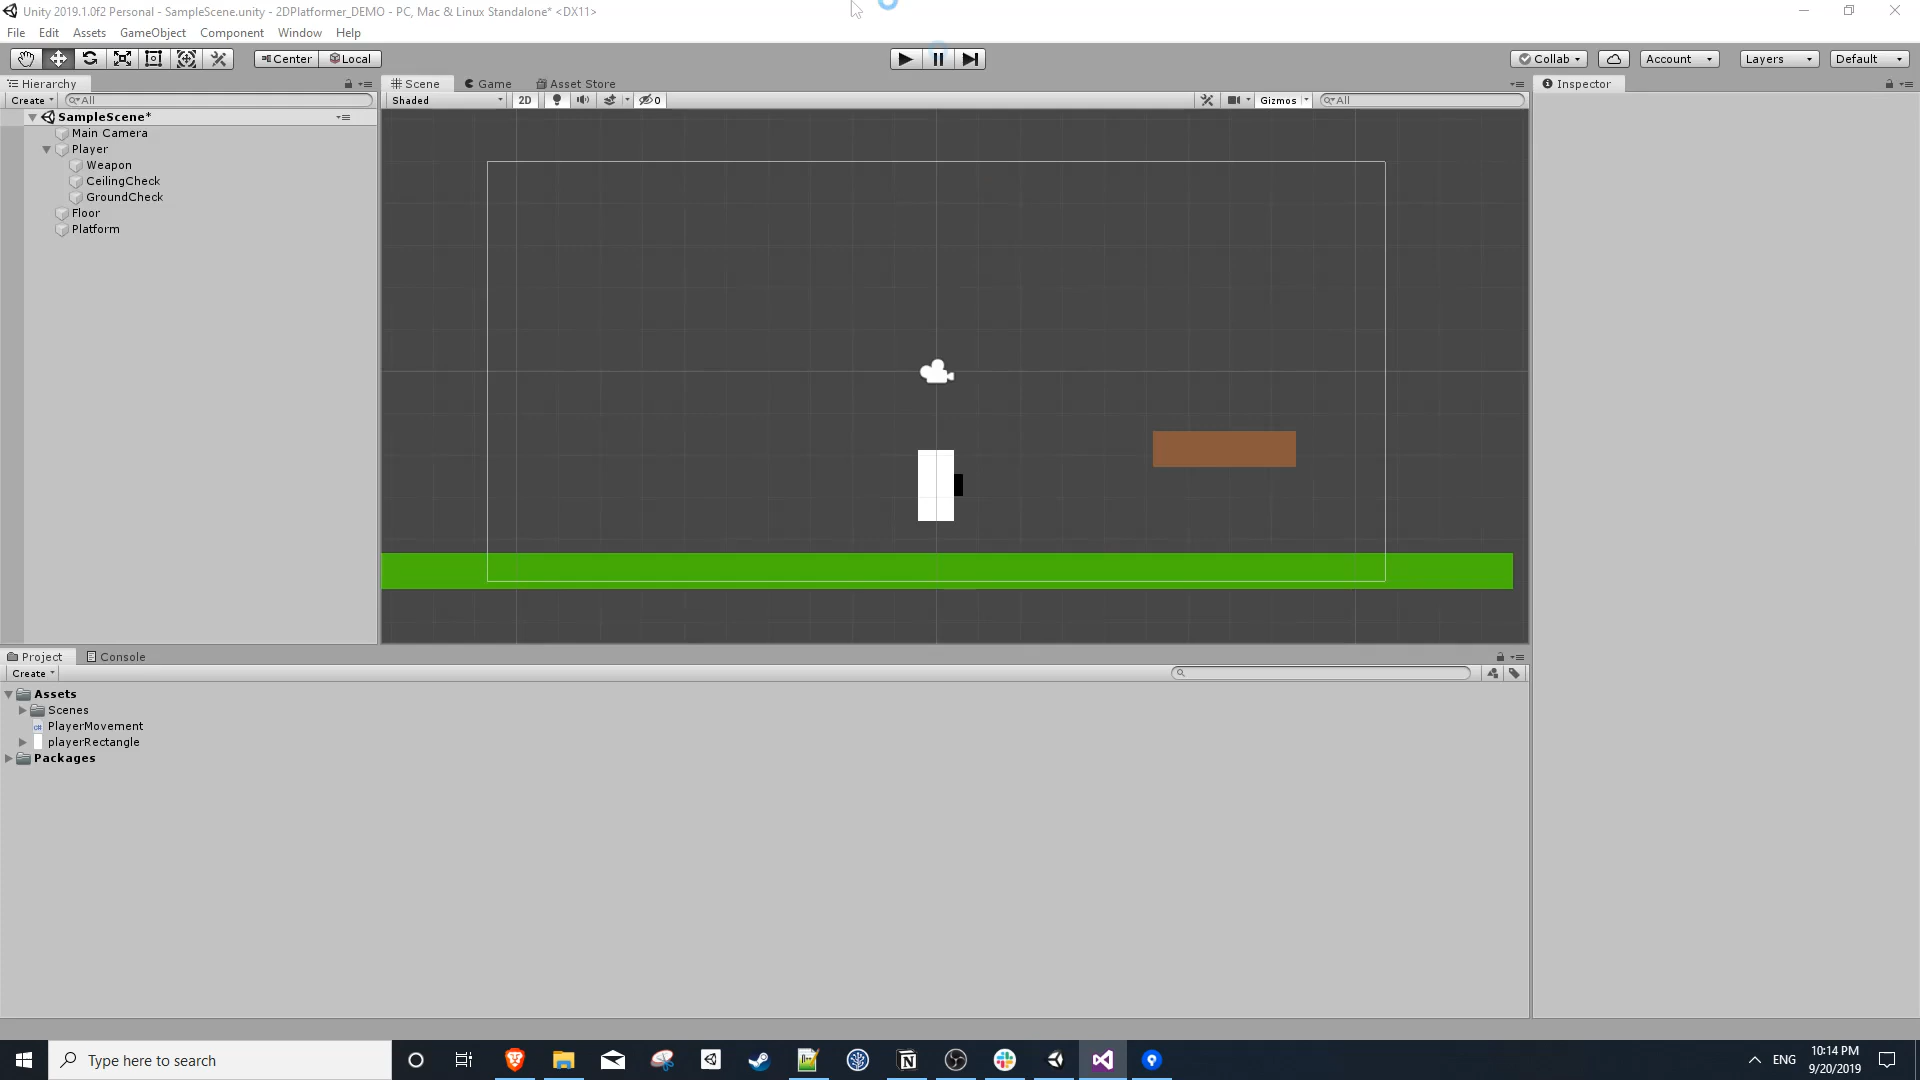 Unity 2019.1.0f2 Personal - SampleScene.unity - 2DPlatformer_DEMO - PC, Mac & Linux Standalone* <DX11>
File Edit Assets GameObject Component Window Help
Center Local Collab Account Layers Default
Hierarchy Scene Game Asset Store Inspector
Create All Shaded 2D 0 Gizmos All
SampleScene*
Main Camera
Player
Weapon
CeilingCheck
GroundCheck
Floor
Platform
Project Console
Create
Assets
Scenes
PlayerMovement
playerRectangle
Packages
Type here to search
ENG
10:14 PM
9/20/2019